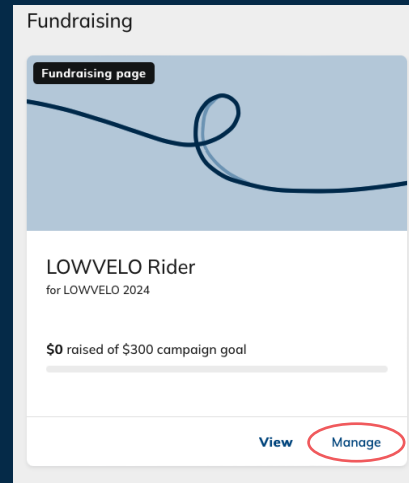 Fundraising
Fundraising page
LOWVELO Rider
for LOWVELO 2024
$0 raised of $300 campaign goal
View Manage